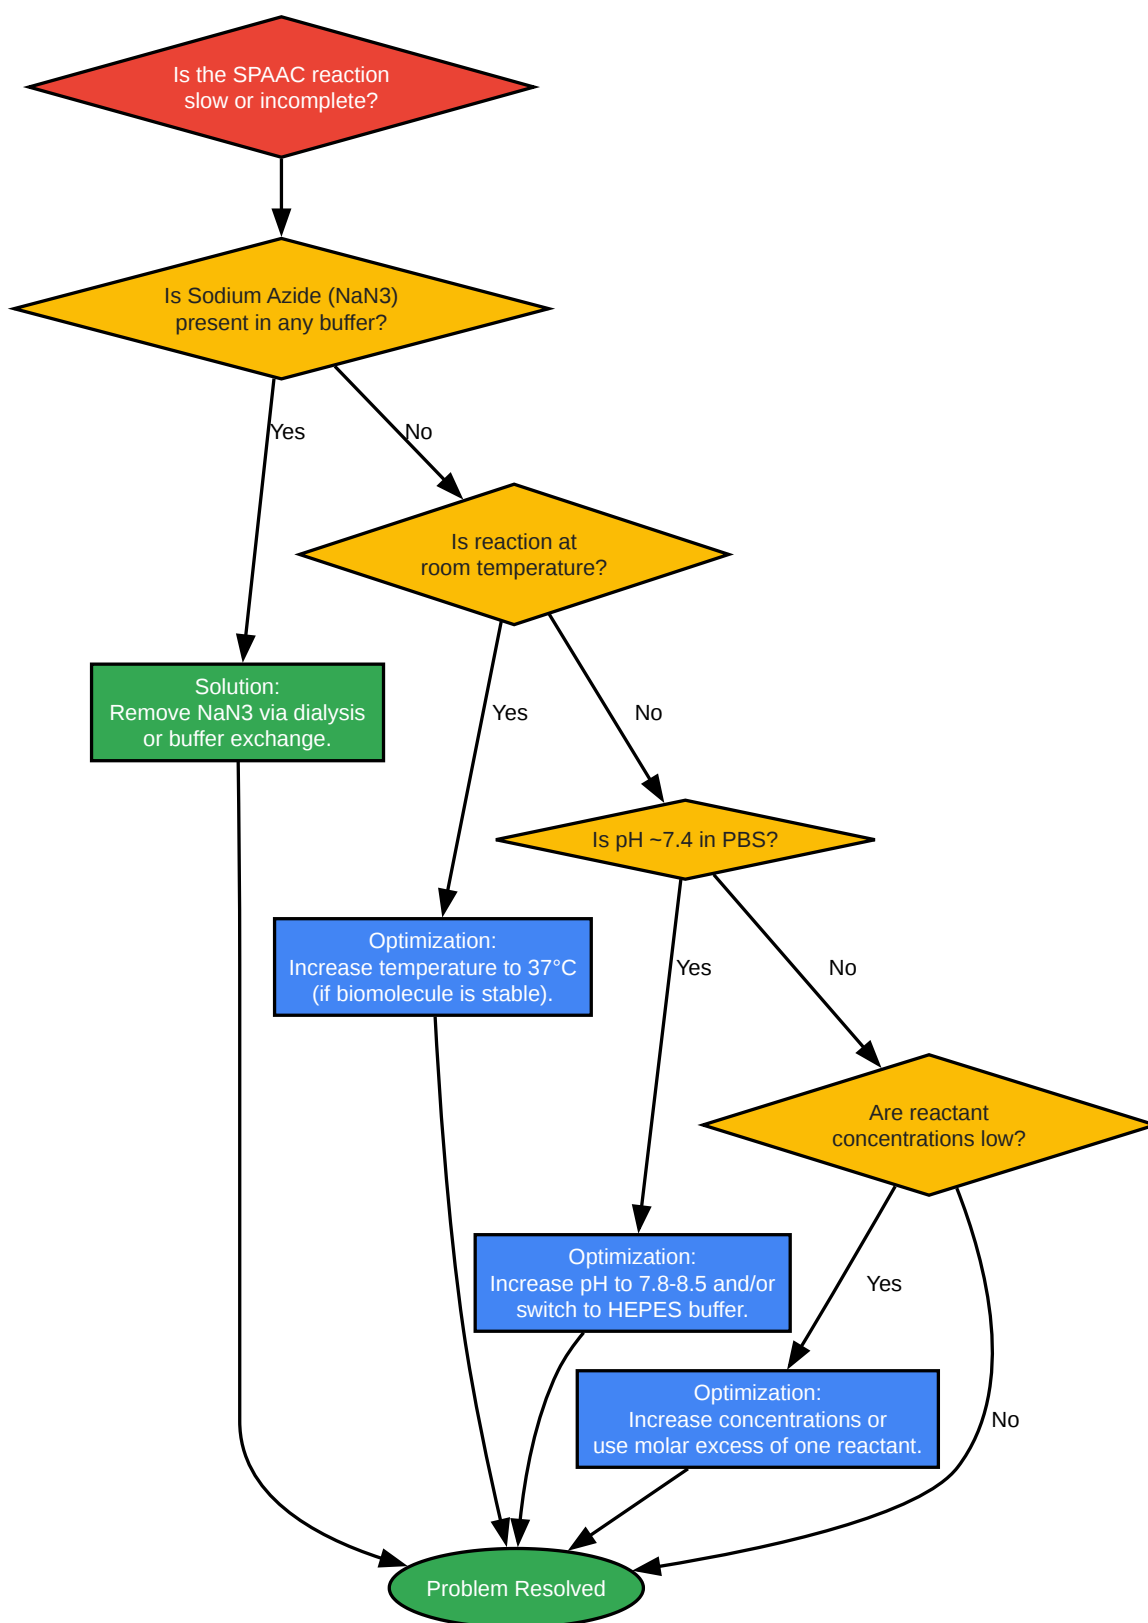 Is the SPAAC reaction
slow or incomplete?
Is Sodium Azide (NaN3)
present in any buffer?
Yes
No
Is reaction at
room temperature?
Solution:
Remove NaN3 via dialysis
or buffer exchange.
Yes
No
Is pH ~7.4 in PBS?
Optimization:
Increase temperature to 37°C
(if biomolecule is stable).
Yes
No
Are reactant
concentrations low?
Optimization:
Increase pH to 7.8-8.5 and/or
switch to HEPES buffer.
Yes
Optimization:
Increase concentrations or
use molar excess of one reactant.
No
Problem Resolved